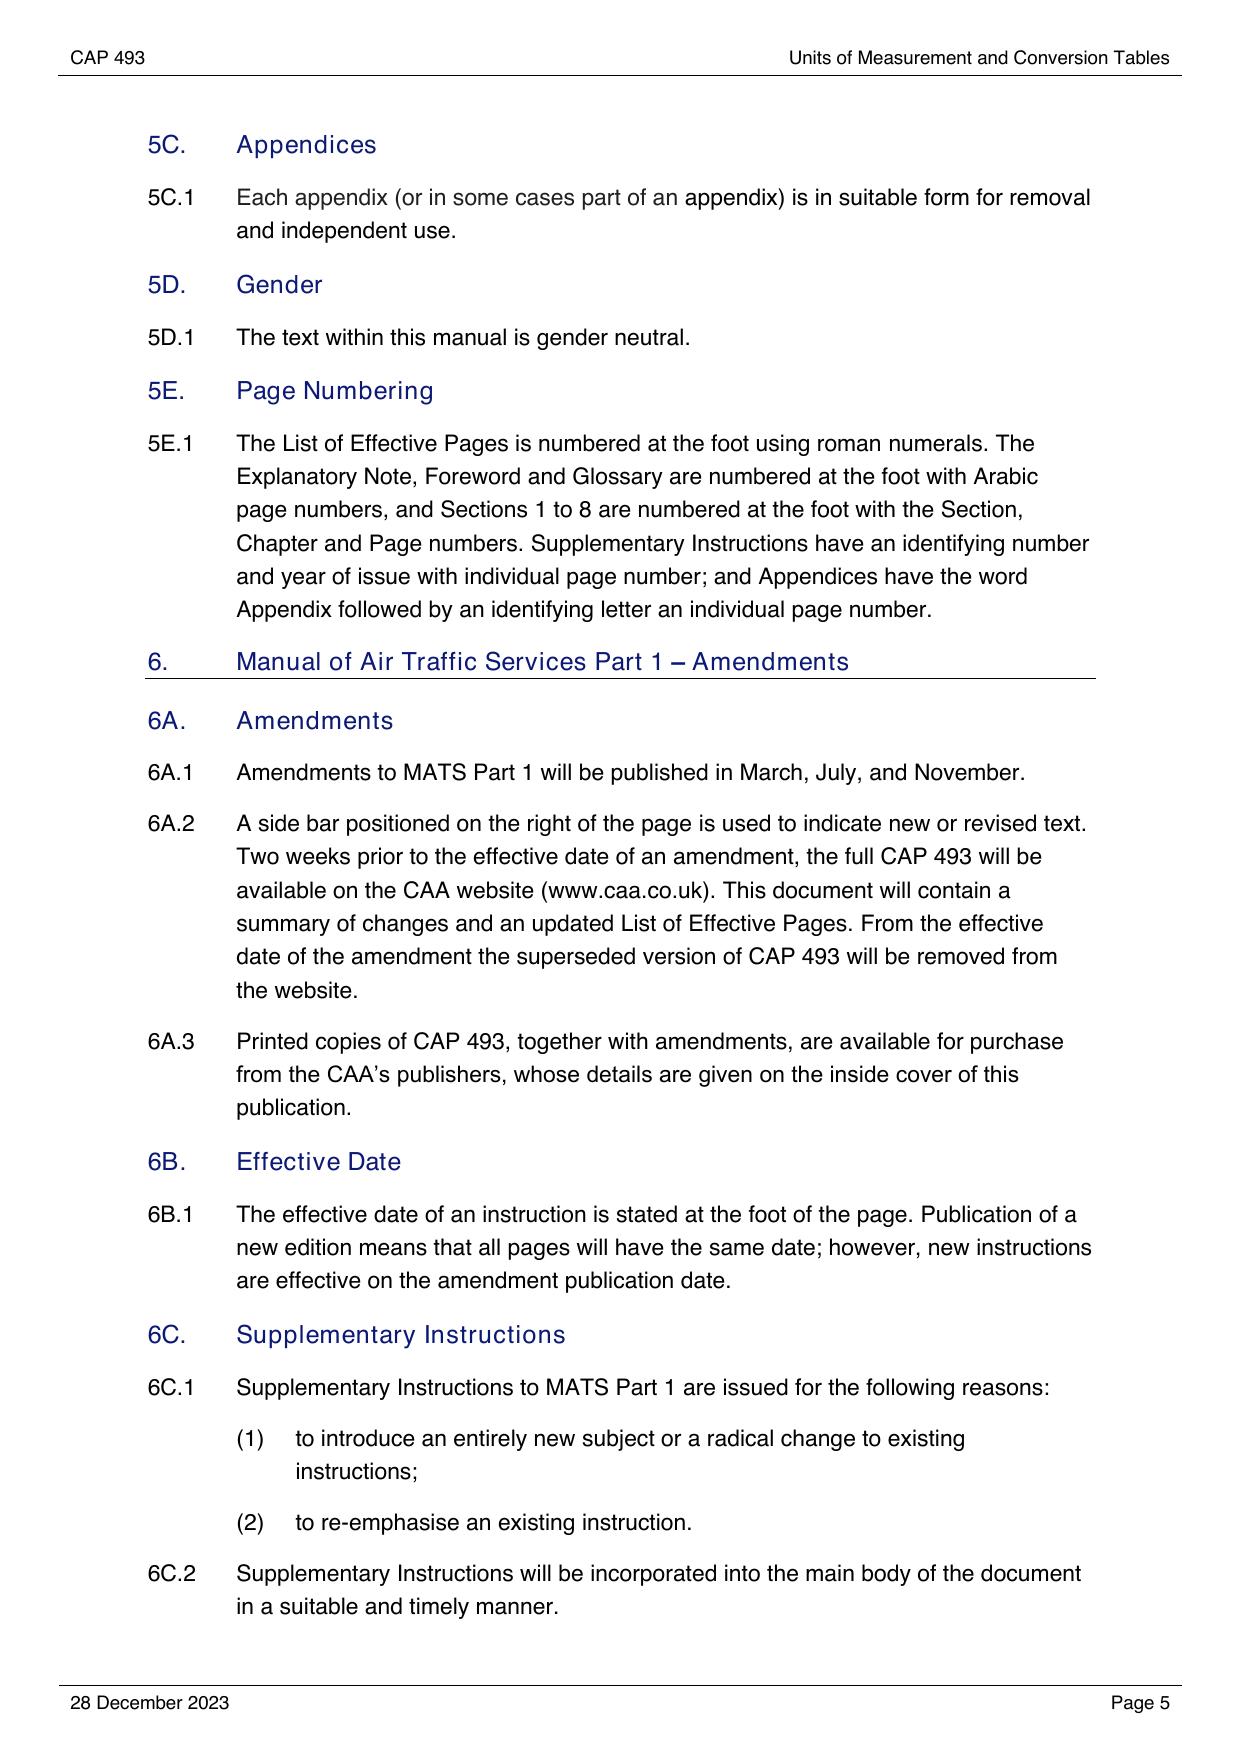 CAP 493
Units of Measurement and Conversion Tables
5C. Appendices
5C.1 Each appendix (or in some cases part of an appendix) is in suitable form for removal
and independent use.
5D. Gender
5D.1 The text within this manual is gender neutral.
5E. Page Numbering
5E.1 The List of Effective Pages is numbered at the foot using roman numerals. The
Explanatory Note, Foreword and Glossary are numbered at the foot with Arabic
page numbers, and Sections 1 to 8 are numbered at the foot with the Section,
Chapter and Page numbers. Supplementary Instructions have an identifying number
and year of issue with individual page number; and Appendices have the word
Appendix followed by an identifying letter an individual page number.
6. Manual of Air Traffic Services Part 1 – Amendments
6A. Amendments
6A.1 Amendments to MATS Part 1 will be published in March, July, and November.
6A.2 A side bar positioned on the right of the page is used to indicate new or revised text.
Two weeks prior to the effective date of an amendment, the full CAP 493 will be
available on the CAA website (www.caa.co.uk). This document will contain a
summary of changes and an updated List of Effective Pages. From the effective
date of the amendment the superseded version of CAP 493 will be removed from
the website.
6A.3 Printed copies of CAP 493, together with amendments, are available for purchase
from the CAA’s publishers, whose details are given on the inside cover of this
publication.
6B. Effective Date
6B.1 The effective date of an instruction is stated at the foot of the page. Publication of a
new edition means that all pages will have the same date; however, new instructions
are effective on the amendment publication date.
6C. Supplementary Instructions
6C.1 Supplementary Instructions to MATS Part 1 are issued for the following reasons:
(1) to introduce an entirely new subject or a radical change to existing
instructions;
(2) to re-emphasise an existing instruction.
6C.2 Supplementary Instructions will be incorporated into the main body of the document
in a suitable and timely manner.
28 December 2023
Page 5